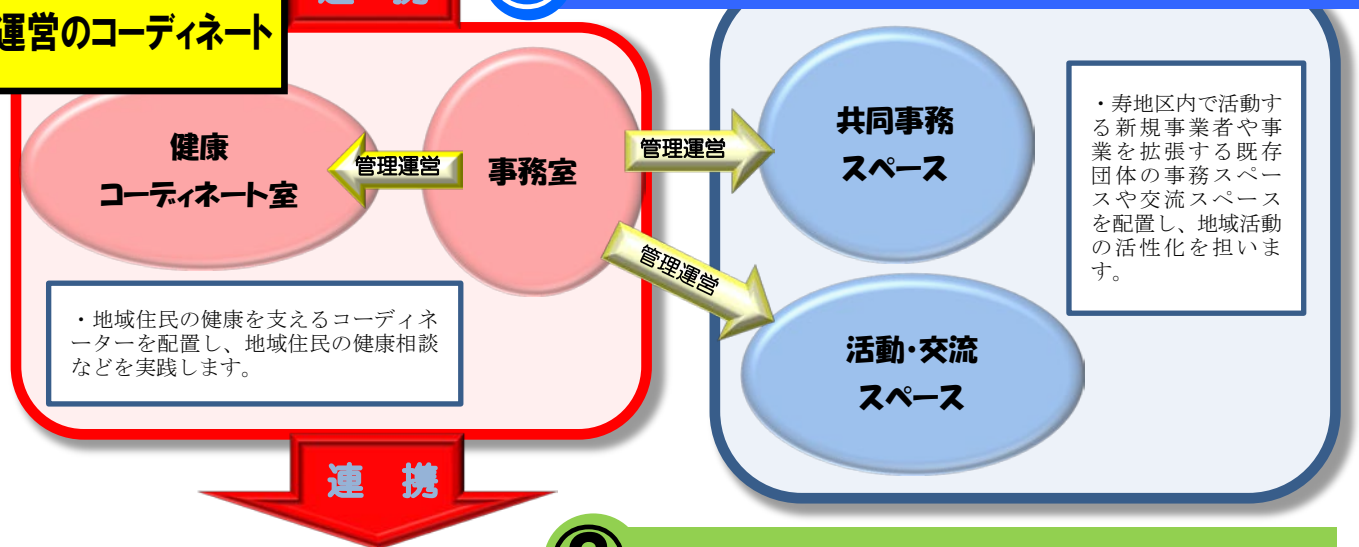 運営のコーディネート
健康
コーディネート室
管理運営
事務室
・地域住民の健康を支えるコーディネ
ーターを配置し、地域住民の健康相談
などを実践します。
管理運営
管理運営
共同事務
スペース
活動・交流
スペース
・寿地区内で活動す
る新規事業者や事
業を拡張する既存
団体の事務スペー
スや交流スペース
を配置し、地域活動
の活性化を担いま
す。
連携